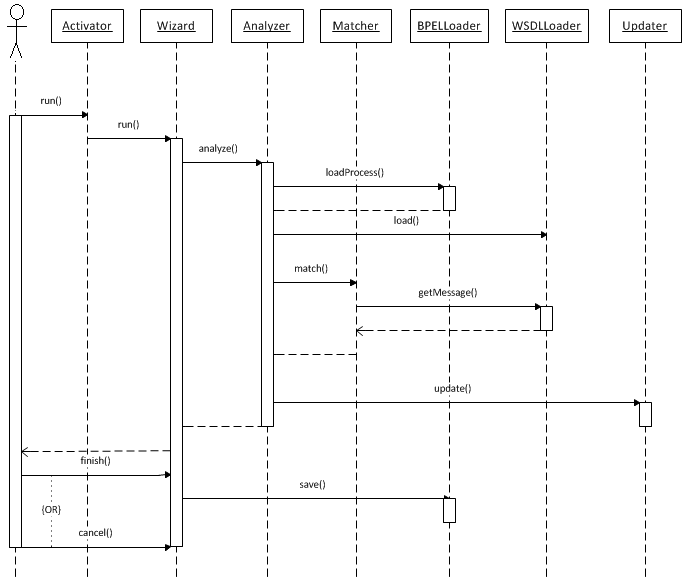 Activator Wizard Analyzer Matcher BPELLoader WSDLLoader Updater
run()
run()
analyze()
loadProcess()
load()
match()
getMessage()
update()
finish()
save()
(OR)
cancel()